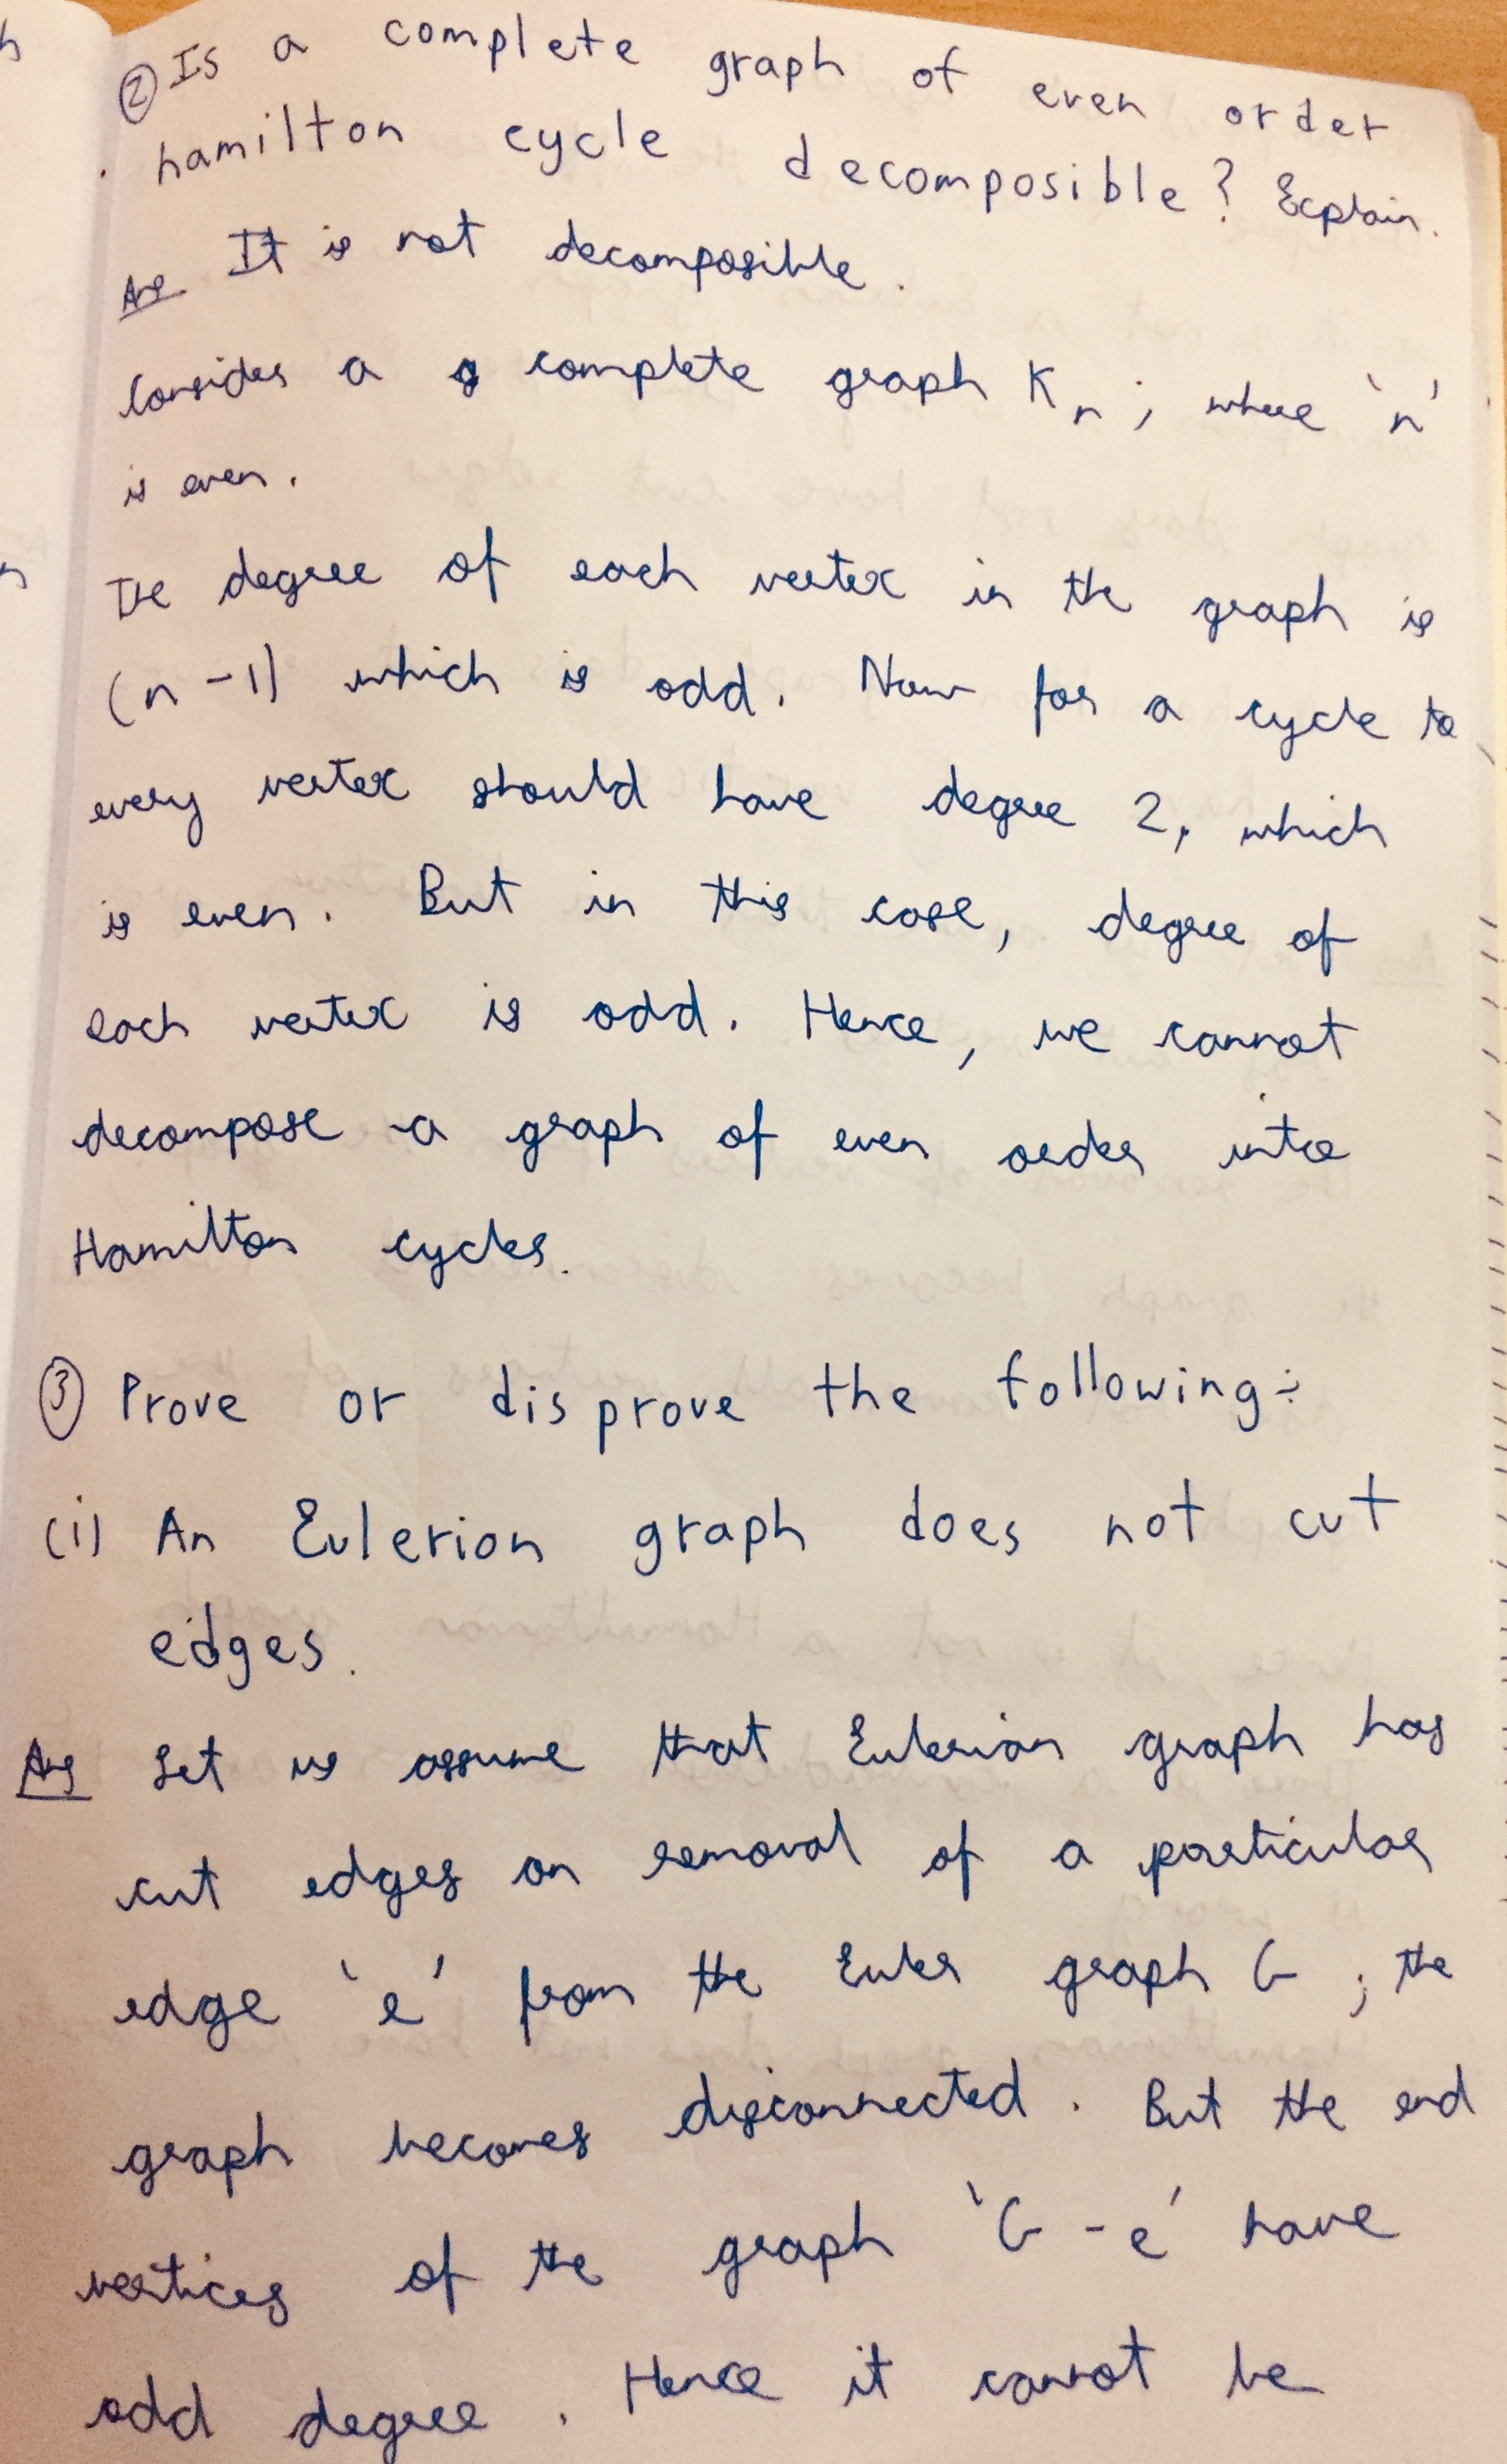 ② Is a complete graph of even order
hamilton cycle decomposible? Explain.
Ans It is not decomposible.
Consider a complete graph Kn; where 'n'
is even.
The degree of each vertex in the graph is
(n-1) which is odd. Now for a cycle to
every vertex should have degree 2, which
is even. But in this case, degree of
each vertex is odd. Hence, we cannot
decompose a graph of even order into
Hamilton cycles.
③ Prove or disprove the following:
(i) An Eulerion graph does not cut
edges.
Ans Let us assume that Eulerian graph has
cut edges on removal of a particular
edge 'e' from the Euler graph G; the
graph becomes disconnected. But the end
vertices of the graph 'G-e' have
odd degree. Hence it cannot be